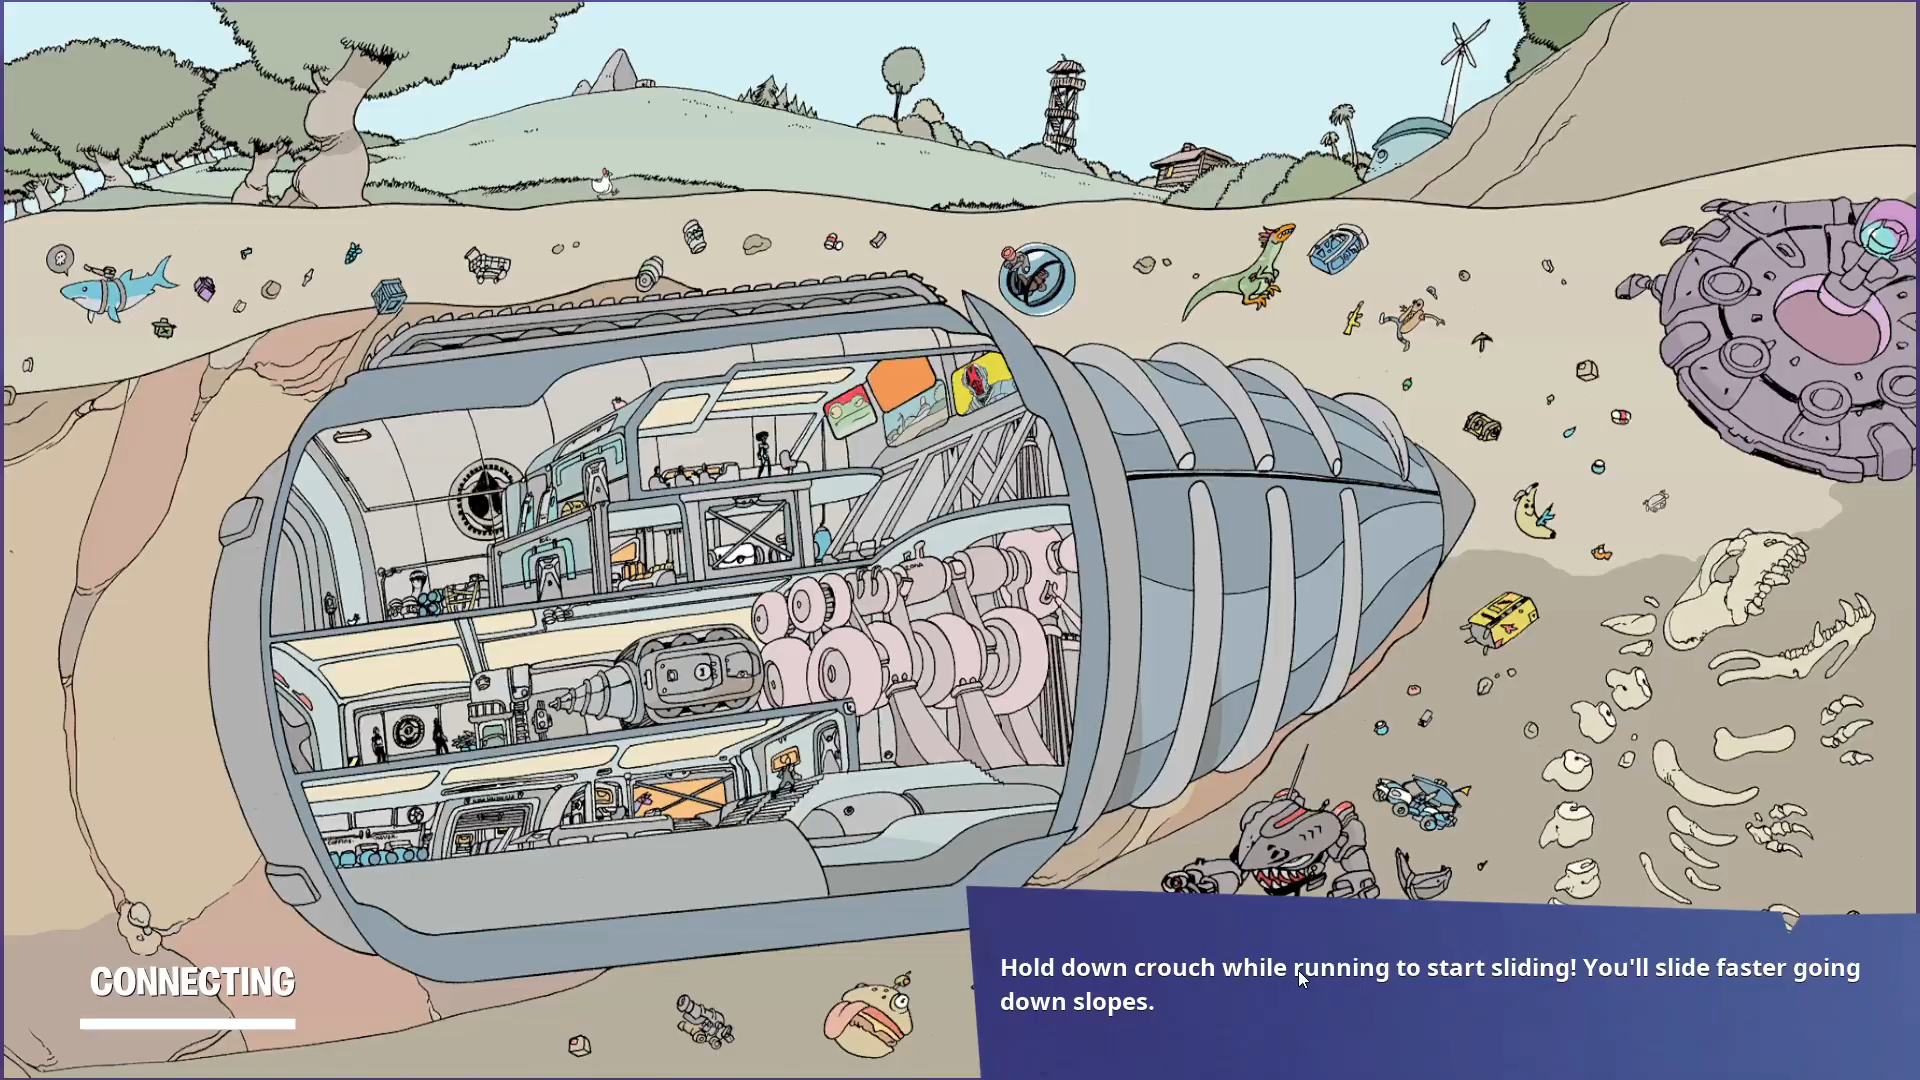 CONNECTING
Hold down crouch while running to start sliding! You'll slide faster going
down slopes.